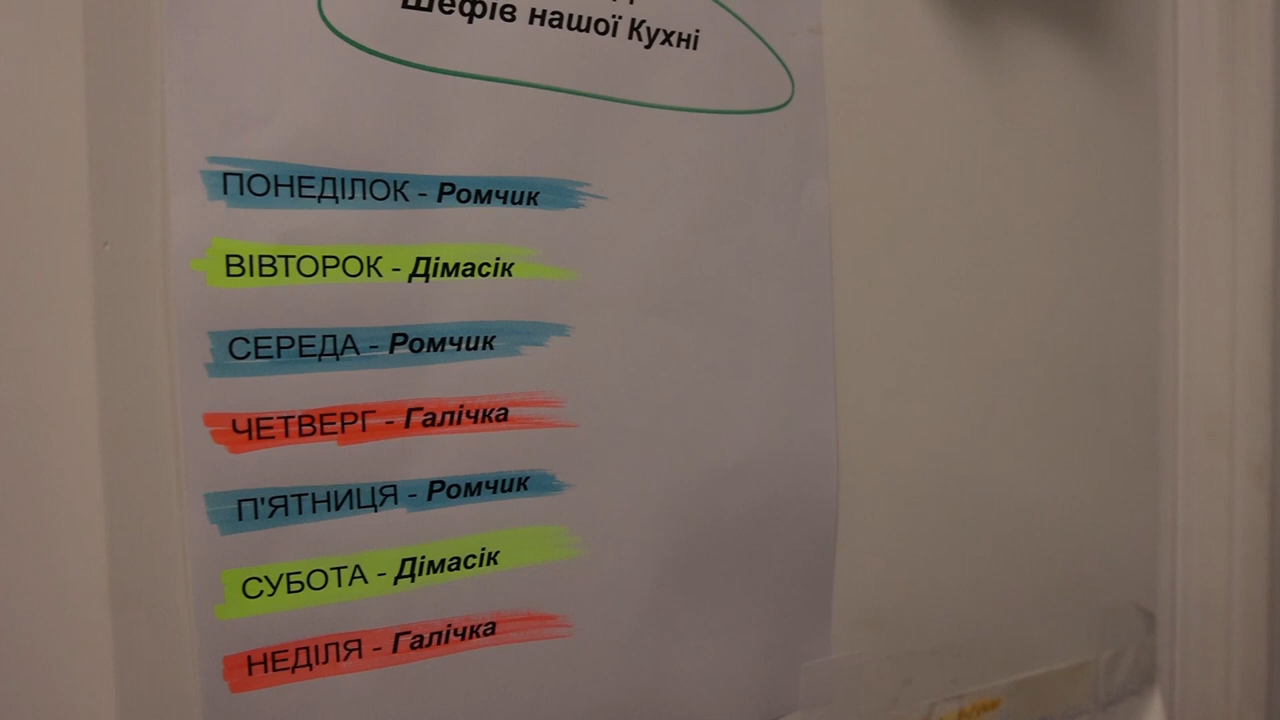 Шефів нашої Кухні
ПОНЕДІЛОК - Ромчик
ВІВТОРОК - Дімасік
СЕРЕДА - Ромчик
ЧЕТВЕРГ - Галічка
П'ЯТНИЦЯ - Ромчик
СУБОТА - Дімасік
НЕДІЛЯ - Галічка